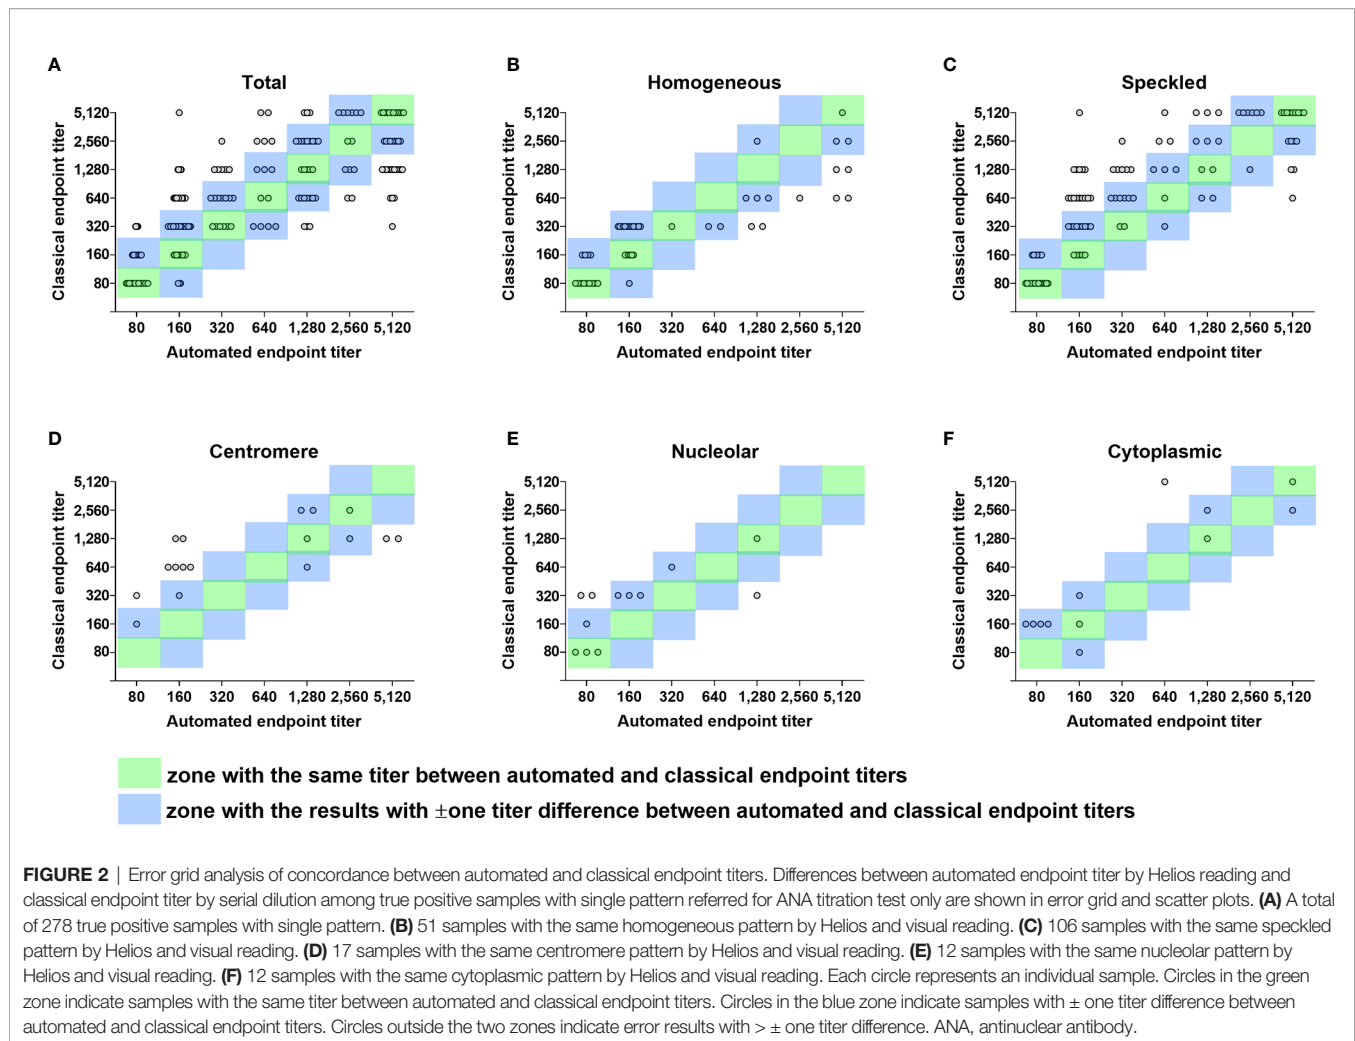 A
Total
Classical endpoint titer
5,120
2,560
1,280
640
320
160
80
80 160 320 640 1,280 2,560 5,120
Automated endpoint titer
B
Homogeneous
Classical endpoint titer
5,120
2,560
1,280
640
320
160
80
80 160 320 640 1,280 2,560 5,120
Automated endpoint titer
C
Speckled
Classical endpoint titer
5,120
2,560
1,280
640
320
160
80
80 160 320 640 1,280 2,560 5,120
Automated endpoint titer
D
Centromere
Classical endpoint titer
5,120
2,560
1,280
640
320
160
80
80 160 320 640 1,280 2,560 5,120
Automated endpoint titer
E
Nucleolar
Classical endpoint titer
5,120
2,560
1,280
640
320
160
80
80 160 320 640 1,280 2,560 5,120
Automated endpoint titer
F
Cytoplasmic
Classical endpoint titer
5,120
2,560
1,280
640
320
160
80
80 160 320 640 1,280 2,560 5,120
Automated endpoint titer
zone with the same titer between automated and classical endpoint titers
zone with the results with ±one titer difference between automated and classical endpoint titers
FIGURE 2 | Error grid analysis of concordance between automated and classical endpoint titers. Differences between automated endpoint titer by Helios reading and
classical endpoint titer by serial dilution among true positive samples with single pattern referred for ANA titration test only are shown in error grid and scatter plots. (A) A total
of 278 true positive samples with single pattern. (B) 51 samples with the same homogeneous pattern by Helios and visual reading. (C) 106 samples with the same speckled
pattern by Helios and visual reading. (D) 17 samples with the same centromere pattern by Helios and visual reading. (E) 12 samples with the same nucleolar pattern by
Helios and visual reading. (F) 12 samples with the same cytoplasmic pattern by Helios and visual reading. Each circle represents an individual sample. Circles in the green
zone indicate samples with the same titer between automated and classical endpoint titers. Circles in the blue zone indicate samples with ± one titer difference between
automated and classical endpoint titers. Circles outside the two zones indicate error results with > ± one titer difference. ANA, antinuclear antibody.